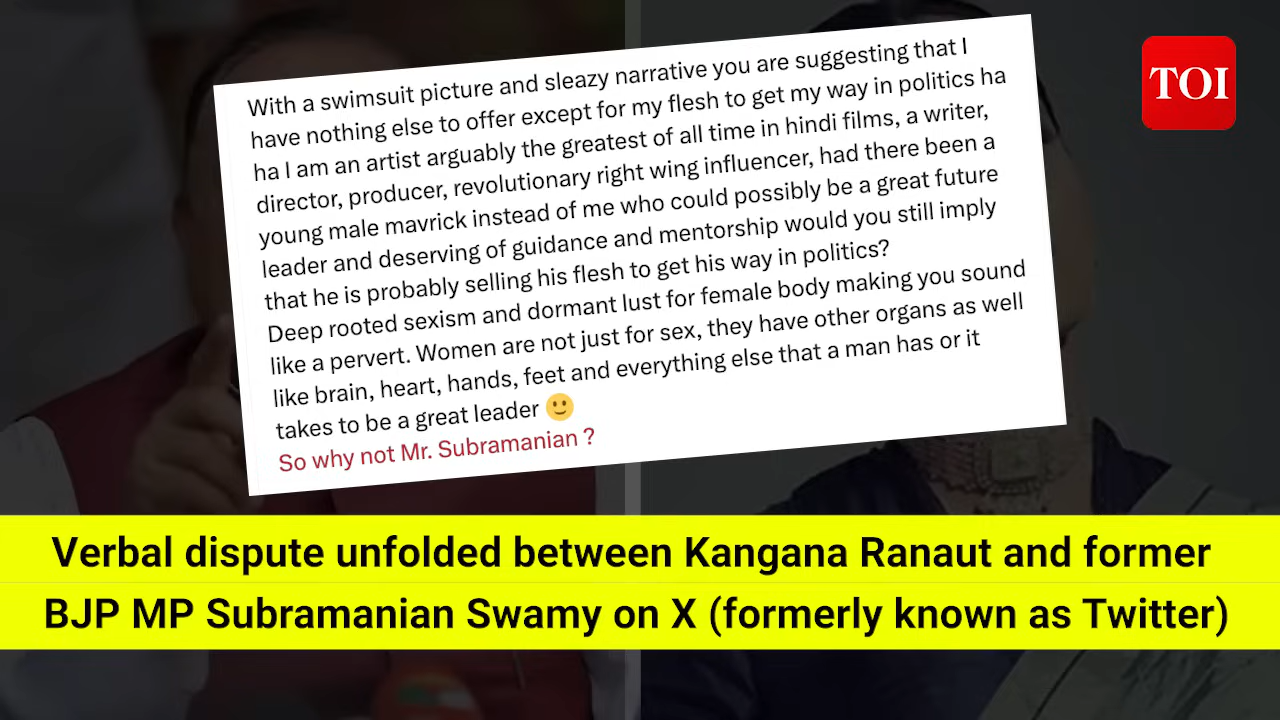 With a swimsuit picture and sleazy narrative you are suggesting that I
have nothing else to offer except for my flesh to get my way in politics ha
ha I am an artist arguably the greatest of all time in hindi films, a writer,
director, producer, revolutionary right wing influencer, had there been a
young male mavrick instead of me who could possibly be a great future
leader and deserving of guidance and mentorship would you still imply
that he is probably selling his flesh to get his way in politics?
Deep rooted sexism and dormant lust for female body making you sound
like a pervert. Women are not just for sex, they have other organs as well
like brain, heart, hands, feet and everything else that a man has or it
takes to be a great leader 🙂
So why not Mr. Subramanian ?
TOI
Verbal dispute unfolded between Kangana Ranaut and former
BJP MP Subramanian Swamy on X (formerly known as Twitter)